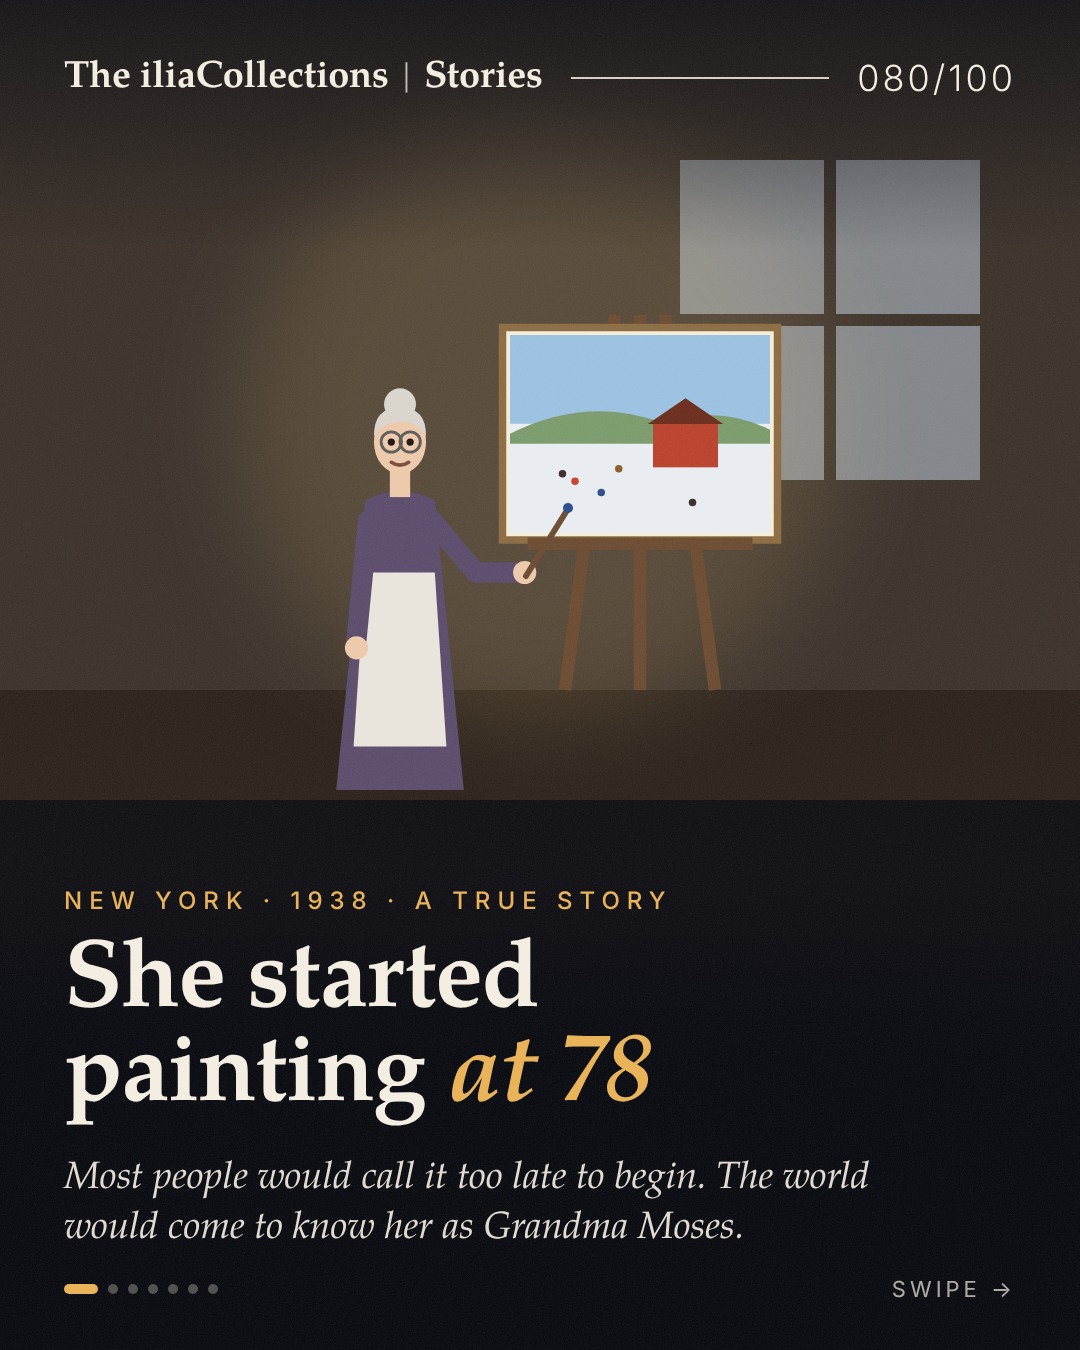 The iliaCollections | Stories 080/100
NEW YORK · 1938 · A TRUE STORY
She started
painting at 78
Most people would call it too late to begin. The world
would come to know her as Grandma Moses.
SWIPE →